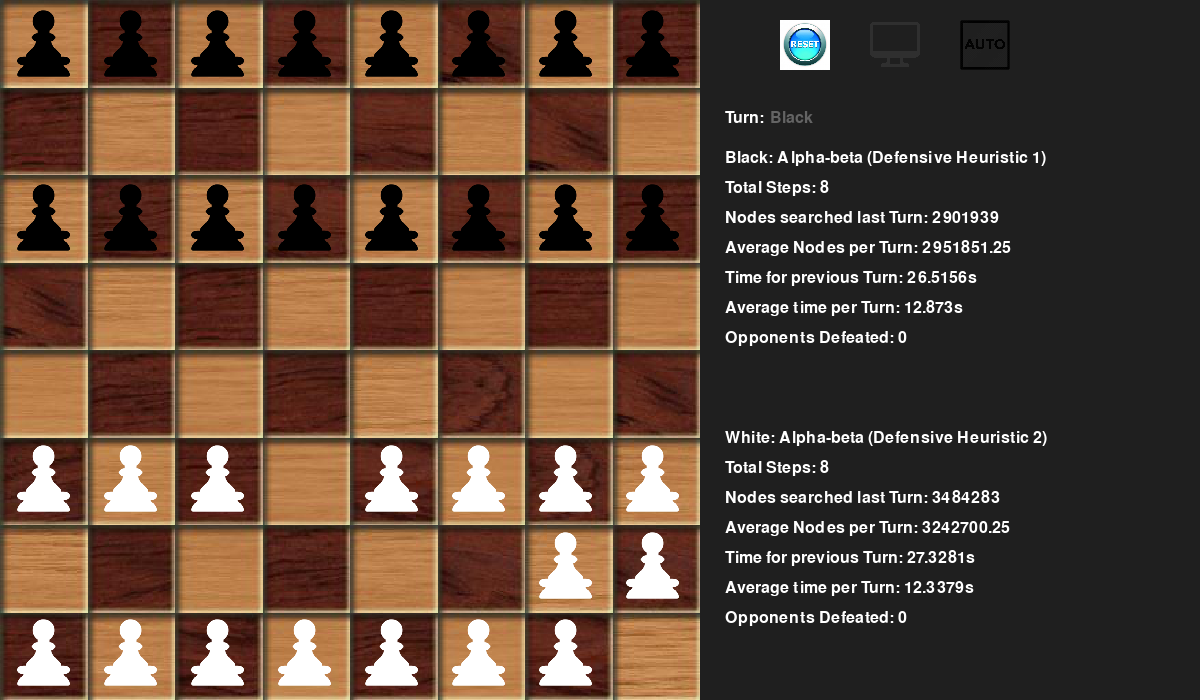 RESET
AUTO
Turn: Black
Black: Alpha-beta (Defensive Heuristic 1)
Total Steps: 8
Nodes searched last Turn: 2901939
Average Nodes per Turn: 2951851.25
Time for previous Turn: 26.5156s
Average time per Turn: 12.873s
Opponents Defeated: 0
White: Alpha-beta (Defensive Heuristic 2)
Total Steps: 8
Nodes searched last Turn: 3484283
Average Nodes per Turn: 3242700.25
Time for previous Turn: 27.3281s
Average time per Turn: 12.3379s
Opponents Defeated: 0